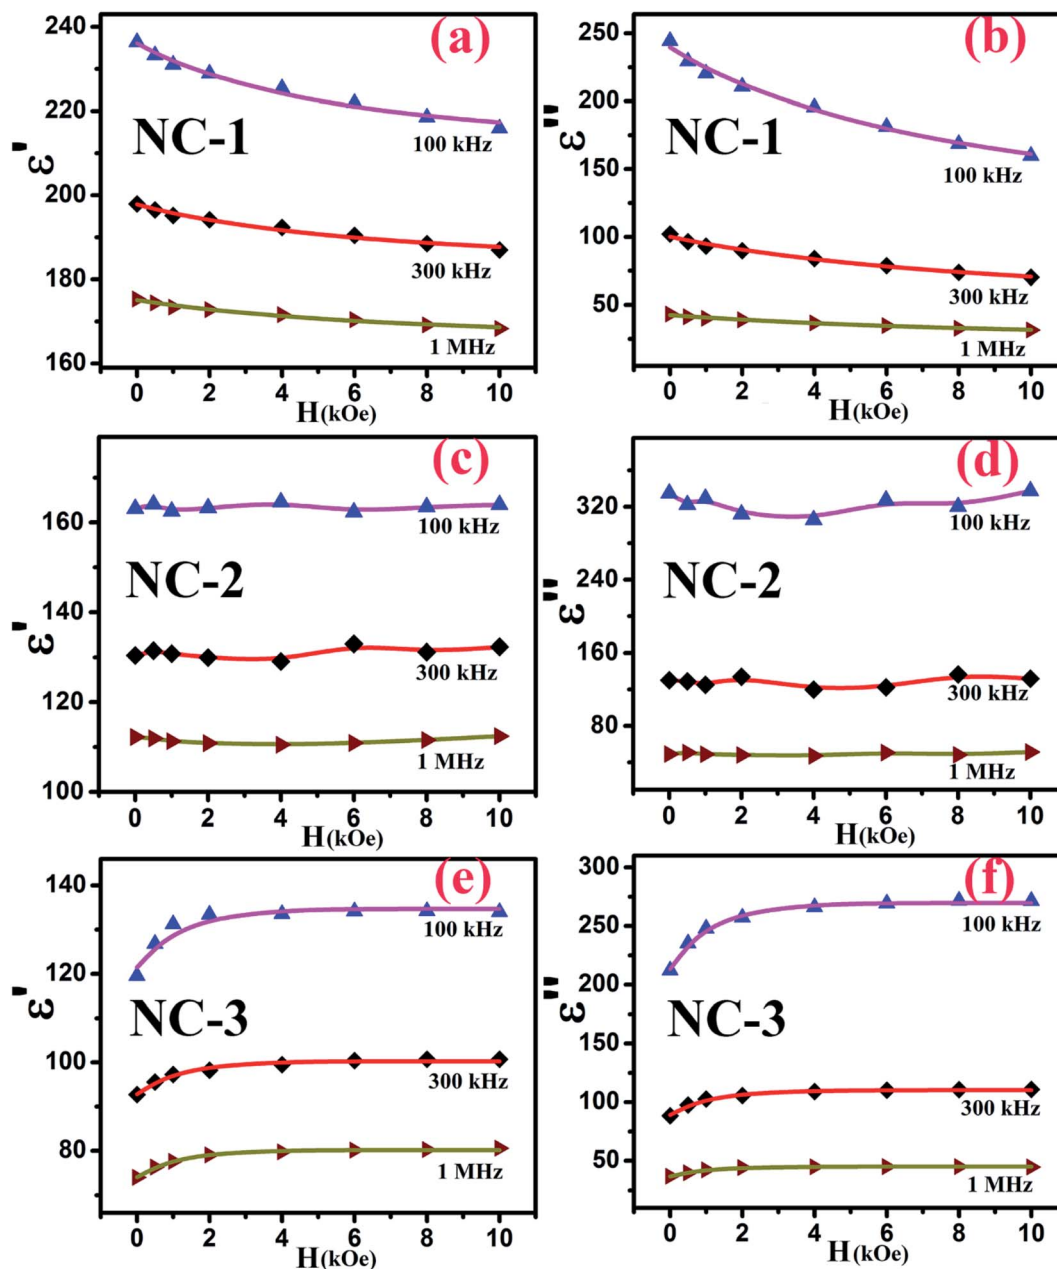 240
220
200
180
160
ε'
(a)
NC-1
100 kHz
300 kHz
1 MHz
0 2 4 6 8 10
H(kOe)
250
200
150
100
50
ε"
(b)
NC-1
100 kHz
300 kHz
1 MHz
0 2 4 6 8 10
H(kOe)
160
140
120
100
ε'
(c)
NC-2
100 kHz
300 kHz
1 MHz
0 2 4 6 8 10
H(kOe)
320
240
160
80
ε"
(d)
NC-2
100 kHz
300 kHz
1 MHz
0 2 4 6 8 10
H(kOe)
140
120
100
80
ε'
(e)
NC-3
100 kHz
300 kHz
1 MHz
0 2 4 6 8 10
H(kOe)
300
250
200
150
100
50
ε"
(f)
NC-3
100 kHz
300 kHz
1 MHz
0 2 4 6 8 10
H(kOe)